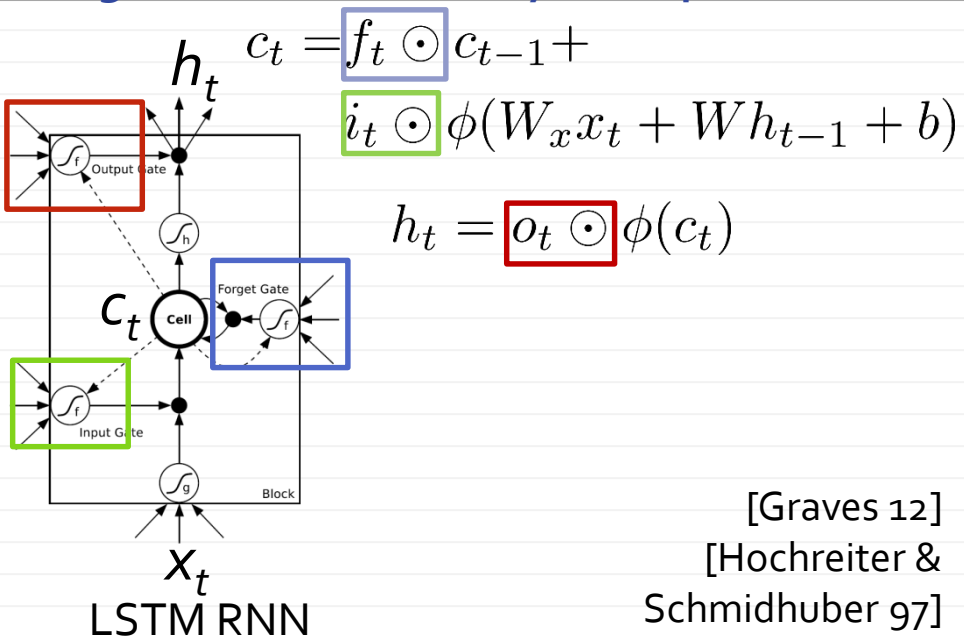 c_t = f_t ⊙ c_{t−1} +
i_t ⊙ ϕ(W_x x_t + W h_{t−1} + b)
h_t = o_t ⊙ ϕ(c_t)
h_t
f
Output Gate
h
Forget Gate
c_t
Cell
f
f
Input Gate
g
Block
x_t
LSTM RNN
[Graves 12]
[Hochreiter &
Schmidhuber 97]